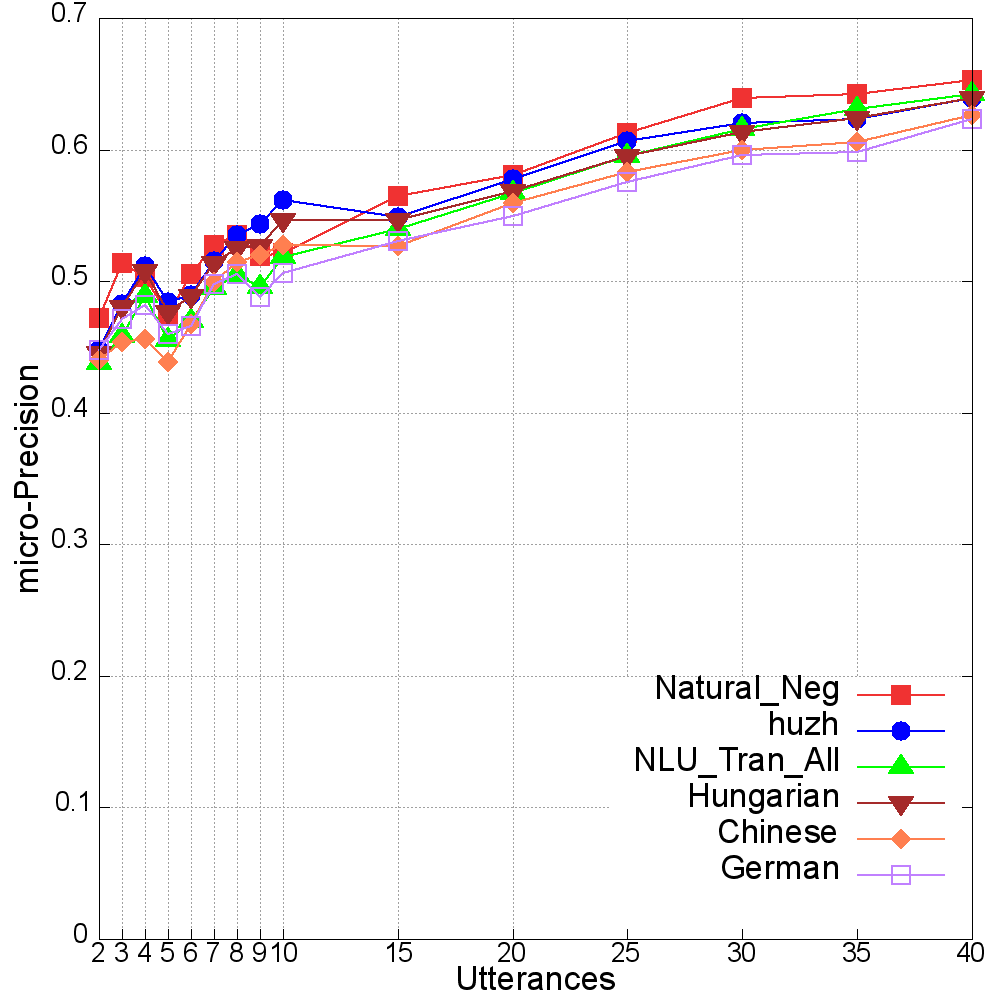 0.7
0.6
0.5
0.4
0.3
0.2
0.1
0
micro-Precision
Natural_Neg
huzh
NLU_Tran_All
Hungarian
Chinese
German
2 3 4 5 6 7 8 9 10 15 20 25 30 35 40
Utterances